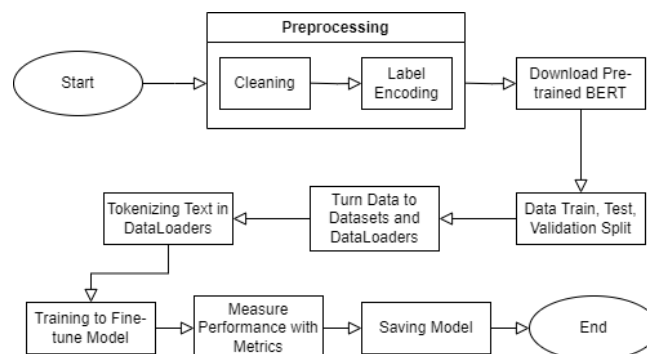 Preprocessing
Start
Cleaning
Label
Encoding
Download Pre-
trained BERT
Tokenizing Text in
DataLoaders
Turn Data to
Datasets and
DataLoaders
Data Train, Test,
Validation Split
Training to Fine-
tune Model
Measure
Performance with
Metrics
Saving Model
End